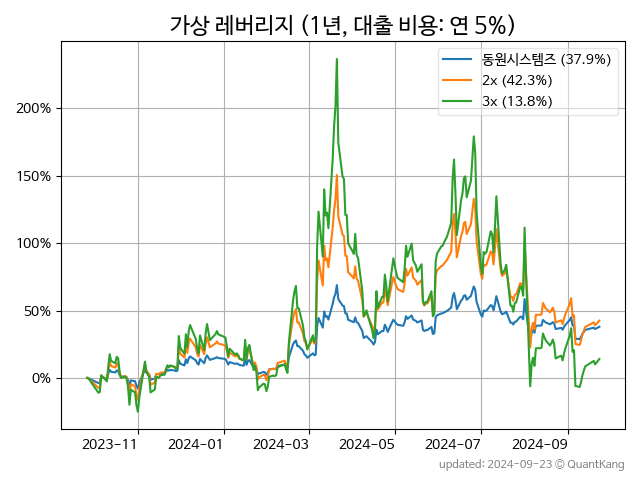 가상 레버리지 (1년, 대출 비용: 연 5%)
동원시스템즈 (37.9%)
2x (42.3%)
3x (13.8%)
200%
150%
100%
50%
0%
2023-11 2024-01 2024-03 2024-05 2024-07 2024-09
updated: 2024-09-23 © QuantKang